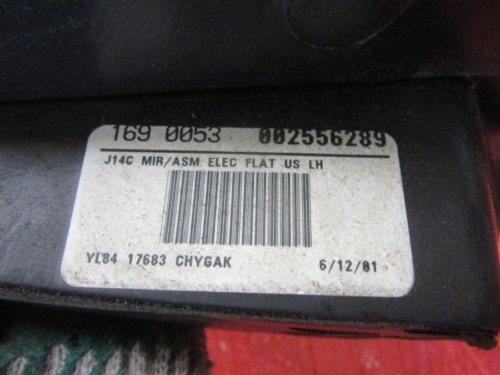 169 0053 002556289
J14C MIR/ASM ELEC FLAT US LH
YL84 17683 CHYGAK 6/12/01